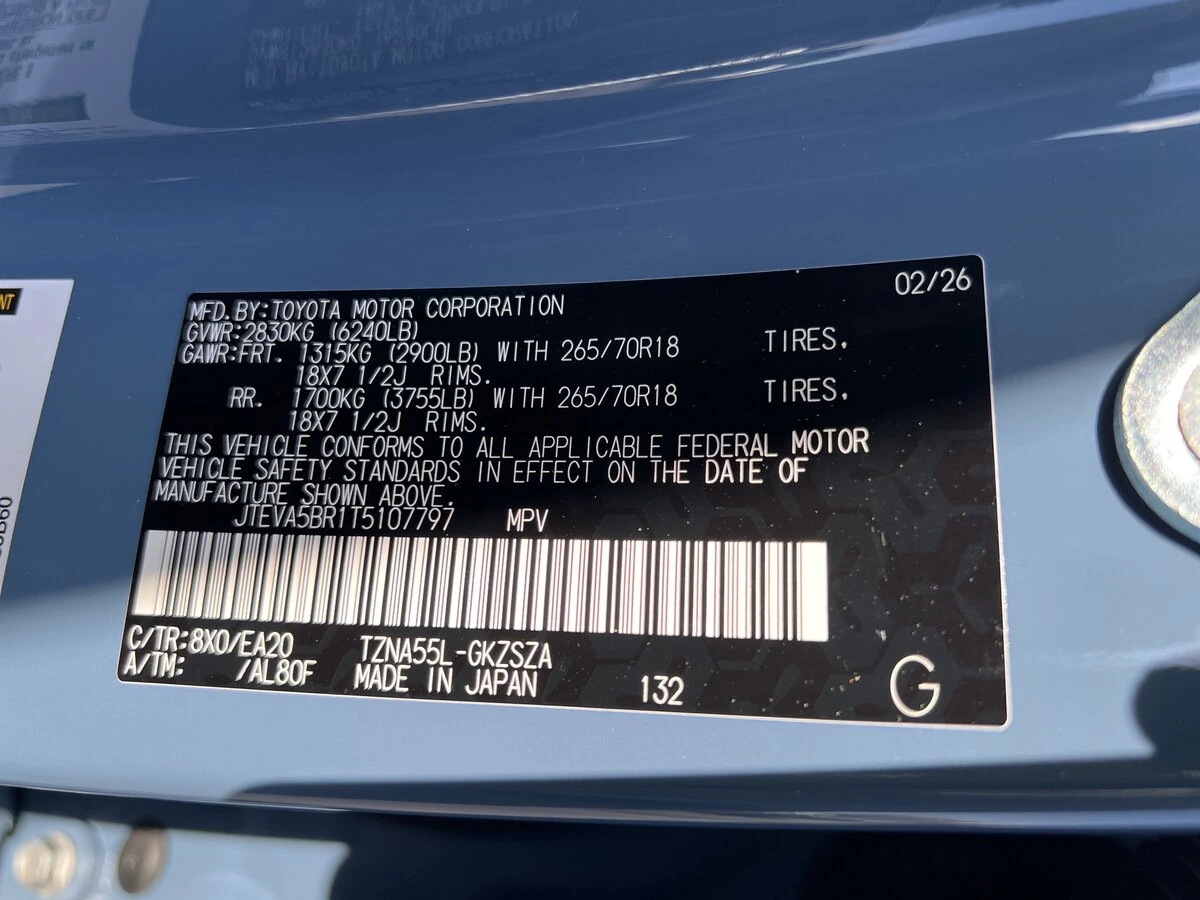 02/26
MFD.BY:TOYOTA MOTOR CORPORATION
GVWR:2830KG (6240LB)
GAWR:FRT. 1315KG (2900LB) WITH 265/70R18 TIRES,
18X7 1/2J RIMS.
RR. 1700KG (3755LB) WITH 265/70R18 TIRES,
18X7 1/2J RIMS.
THIS VEHICLE CONFORMS TO ALL APPLICABLE FEDERAL MOTOR
VEHICLE SAFETY STANDARDS IN EFFECT ON THE DATE OF
MANUFACTURE SHOWN ABOVE.
JTEVA5BR1T5107797 MPV
C/TR:8X0/EA20 TZNA55L-GKZSZA
A/TM: /AL80F MADE IN JAPAN 132 G